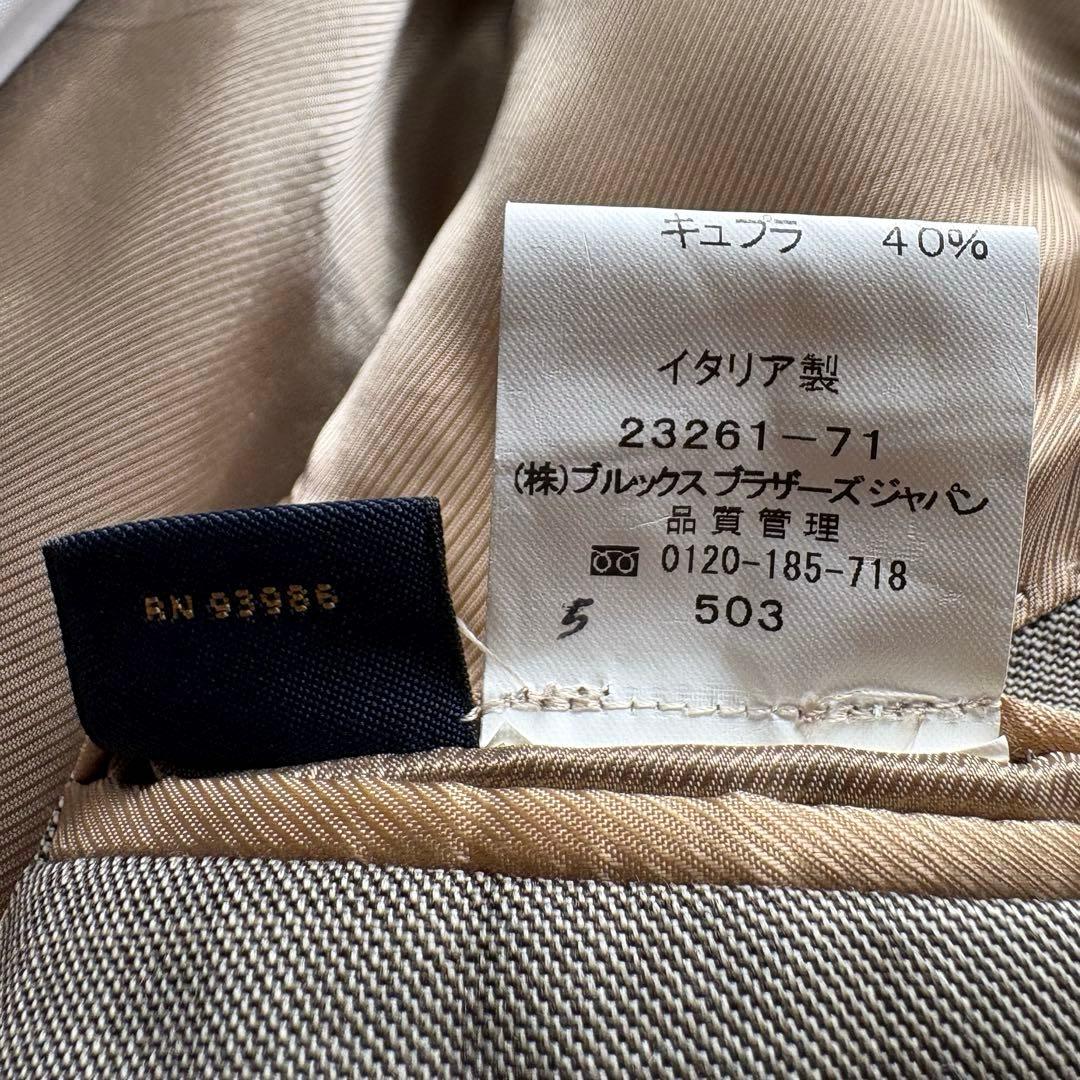 キュプラ 40%
イタリア製
23261-71
(株)ブルックス ブラザーズ ジャパン
品質管理
0120-185-718
5 503
RN 93986